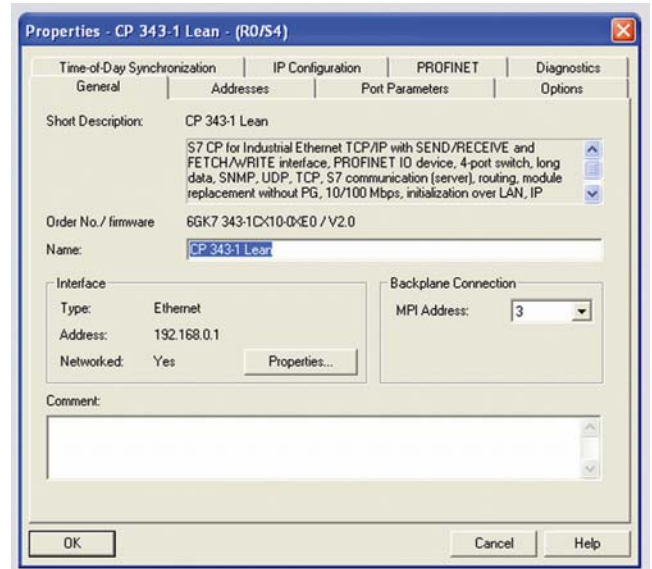 Properties - CP 343-1 Lean - (R0/S4)
Time-of-Day Synchronization IP Configuration PROFINET Diagnostics
General Addresses Port Parameters Options
Short Description: CP 343-1 Lean
S7 CP for Industrial Ethernet TCP/IP with SEND/RECEIVE and
FETCH/WRITE interface, PROFINET IO device, 4-port switch, long
data, SNMP, UDP, TCP, S7 communication (server), routing, module
replacement without PG, 10/100 Mbps, initialization over LAN, IP
Order No./ firmware 6GK7 343-1CX10-0XE0 / V2.0
Name: CP 343-1 Lean
Interface
Type: Ethernet
Address: 192.168.0.1
Networked: Yes Properties...
Backplane Connection
MPI Address: 3
Comment:
OK Cancel Help